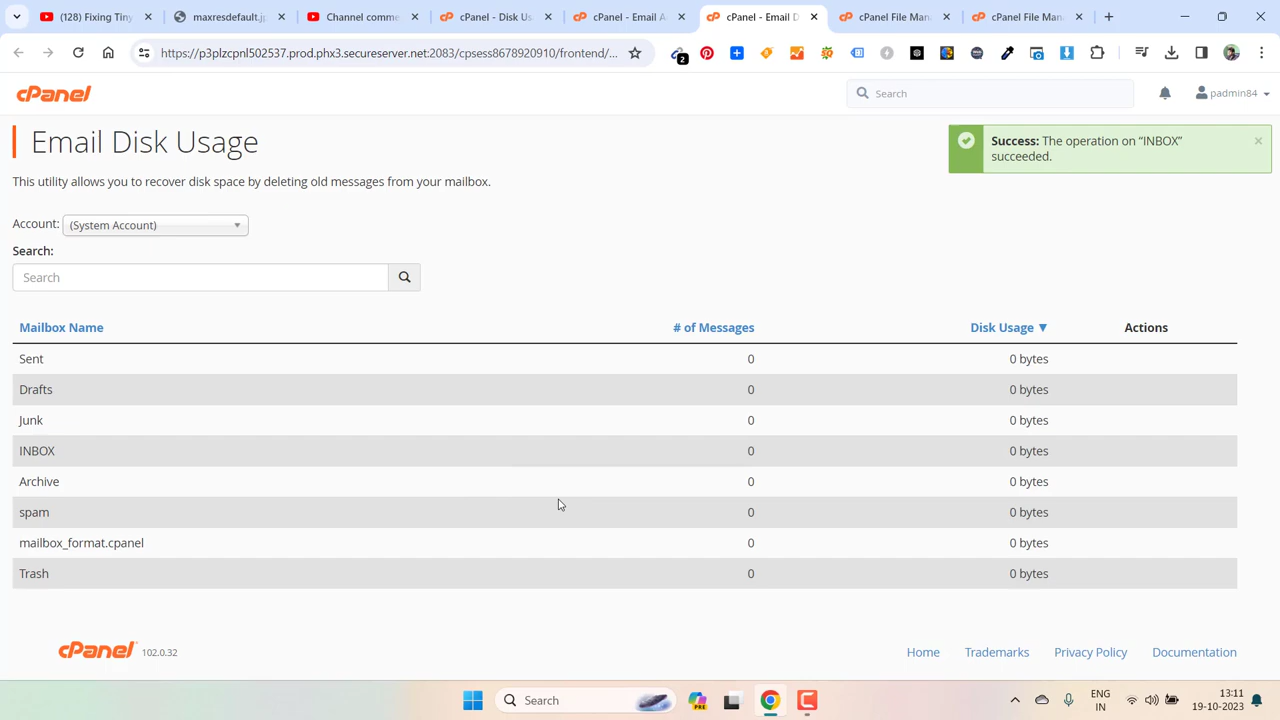 (128) Fixing Tiny
maxresdefault.j
Channel comme
cPanel - Disk Us
cPanel - Email A
cPanel - Email D
cPanel File Man
cPanel File Man
https://p3plzcpnl502537.prod.phx3.secureserver.net:2083/cpsess8678920910/frontend/...
2
cPanel
Search
padmin84
Email Disk Usage
Success: The operation on “INBOX” succeeded.
This utility allows you to recover disk space by deleting old messages from your mailbox.
Account: (System Account)
Search:
Search
Mailbox Name # of Messages Disk Usage ▼ Actions
Sent 0 0 bytes
Drafts 0 0 bytes
Junk 0 0 bytes
INBOX 0 0 bytes
Archive 0 0 bytes
spam 0 0 bytes
mailbox_format.cpanel 0 0 bytes
Trash 0 0 bytes
cPanel 102.0.32
Home Trademarks Privacy Policy Documentation
Search
PRE
ENG
IN
13:11
19-10-2023